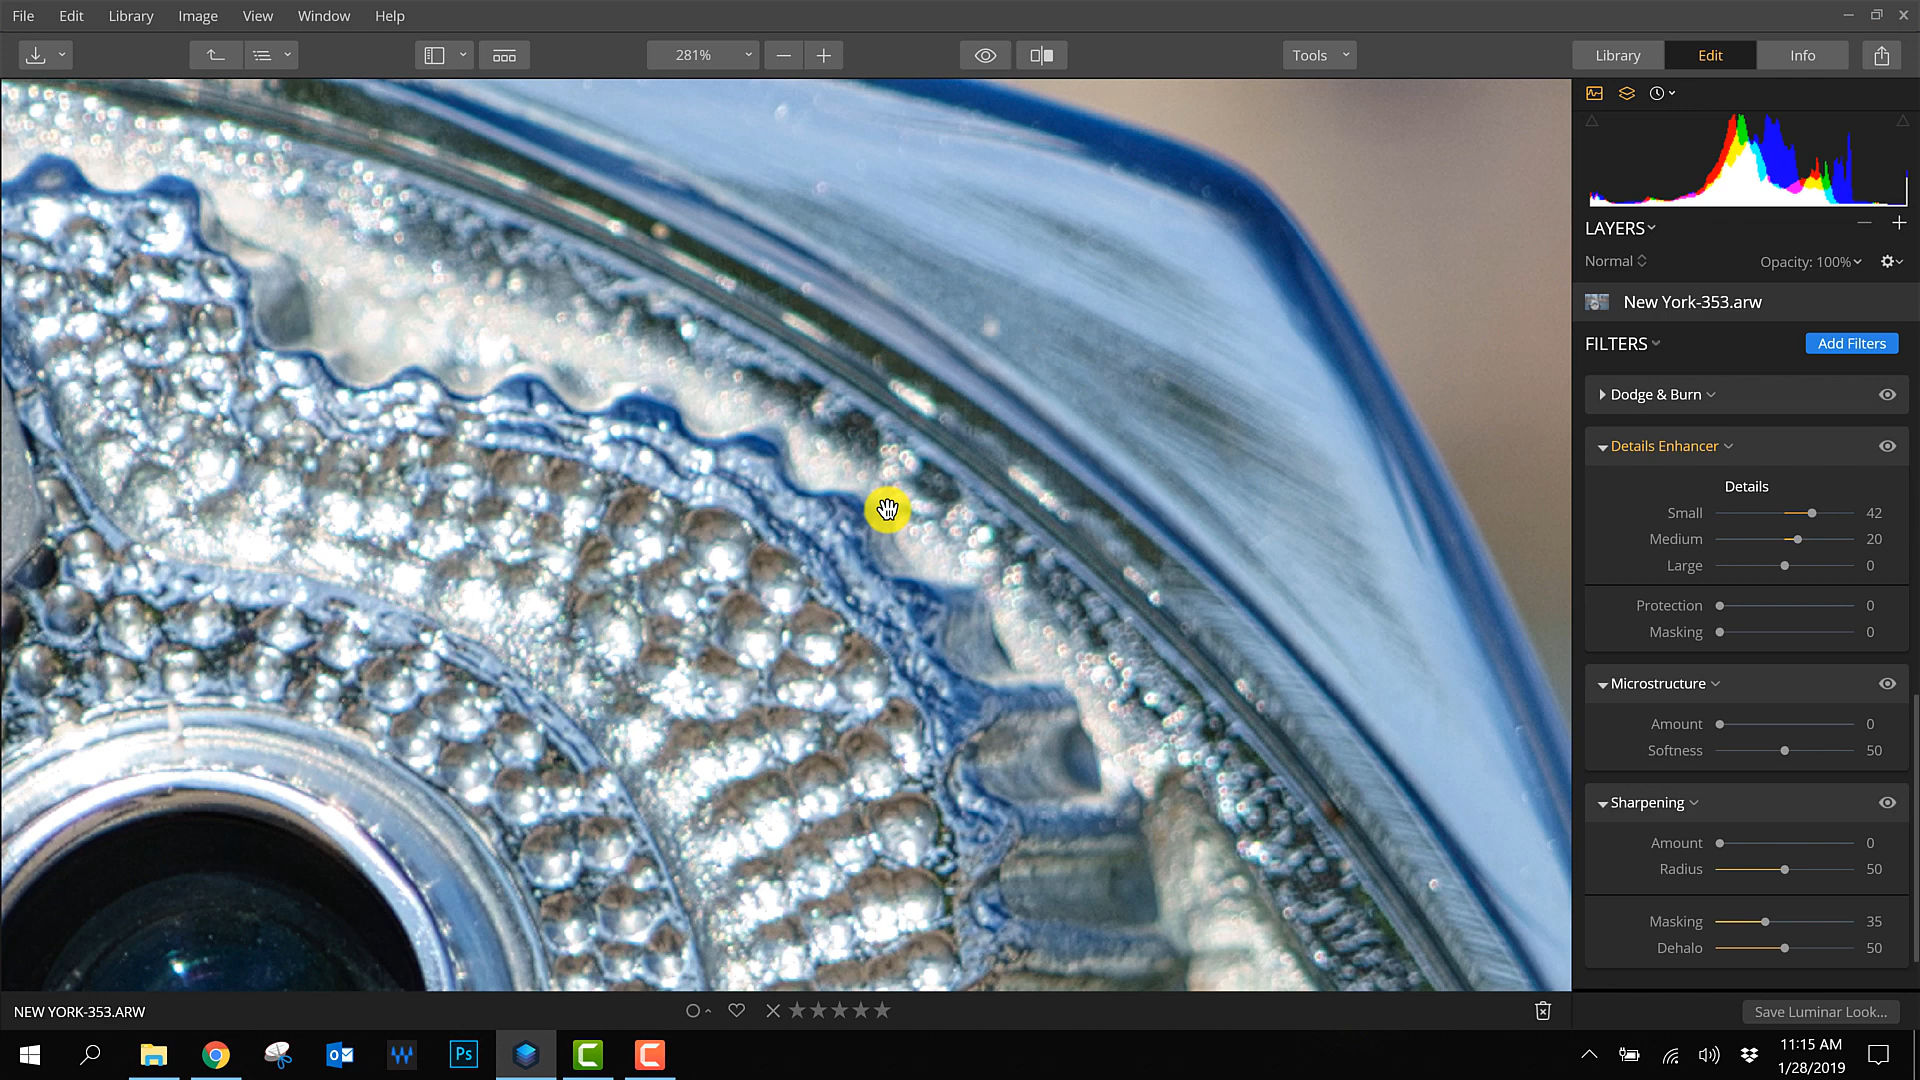 File Edit Library Image View Window Help
281% Tools Library Edit Info
LAYERS
Normal Opacity: 100%
New York-353.arw
FILTERS Add Filters
Dodge & Burn
Details Enhancer
Details
Small 42
Medium 20
Large 0
Protection 0
Masking 0
Microstructure
Amount 0
Softness 50
Sharpening
Amount 0
Radius 50
Masking 35
Dehalo 50
NEW YORK-353.ARW Save Luminar Look...
Ps
11:15 AM
1/28/2019